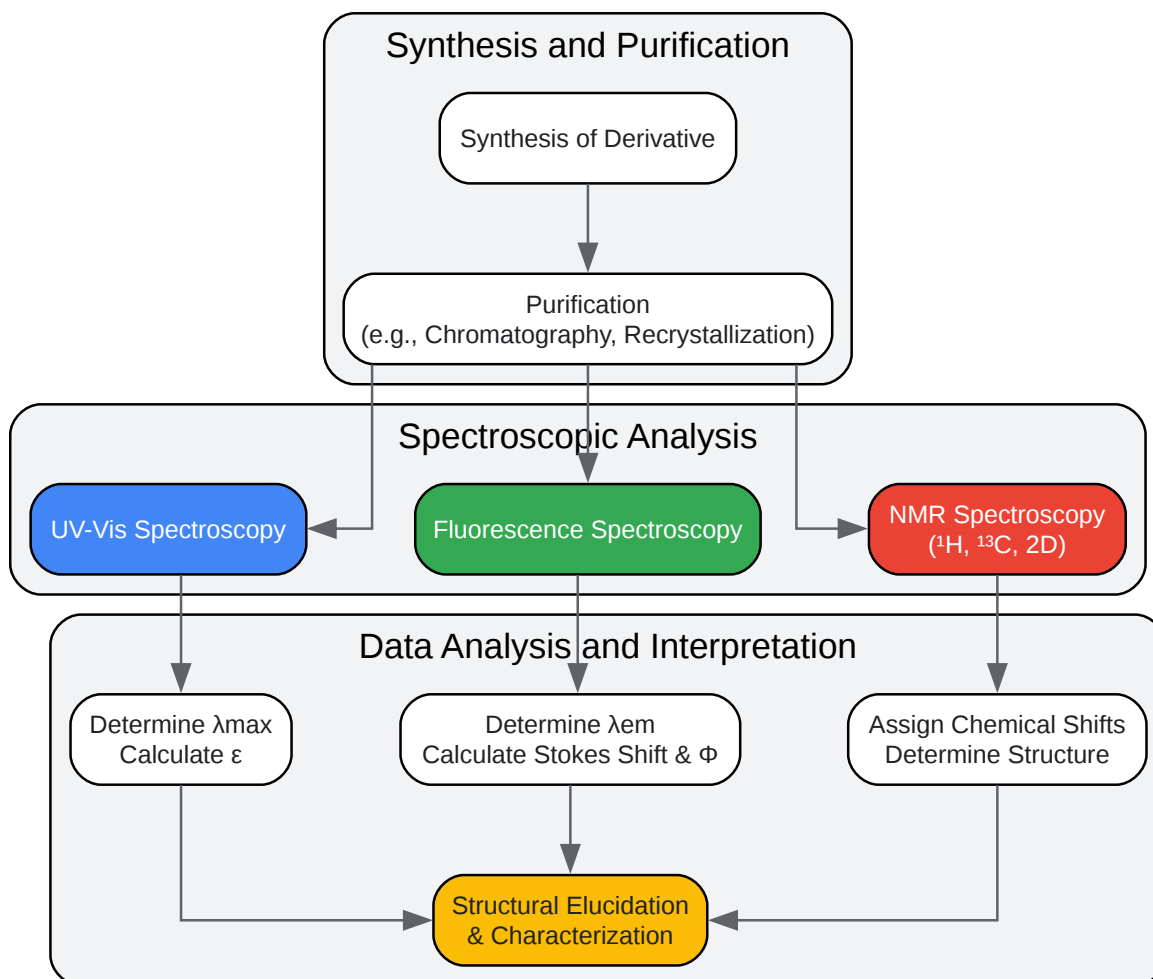 Synthesis and Purification
Synthesis of Derivative
Purification
(e.g., Chromatography, Recrystallization)
Spectroscopic Analysis
UV-Vis Spectroscopy
Fluorescence Spectroscopy
NMR Spectroscopy
(¹H, ¹³C, 2D)
Data Analysis and Interpretation
Determine λmax
Calculate ε
Determine λem
Calculate Stokes Shift & Φ
Assign Chemical Shifts
Determine Structure
Structural Elucidation
& Characterization